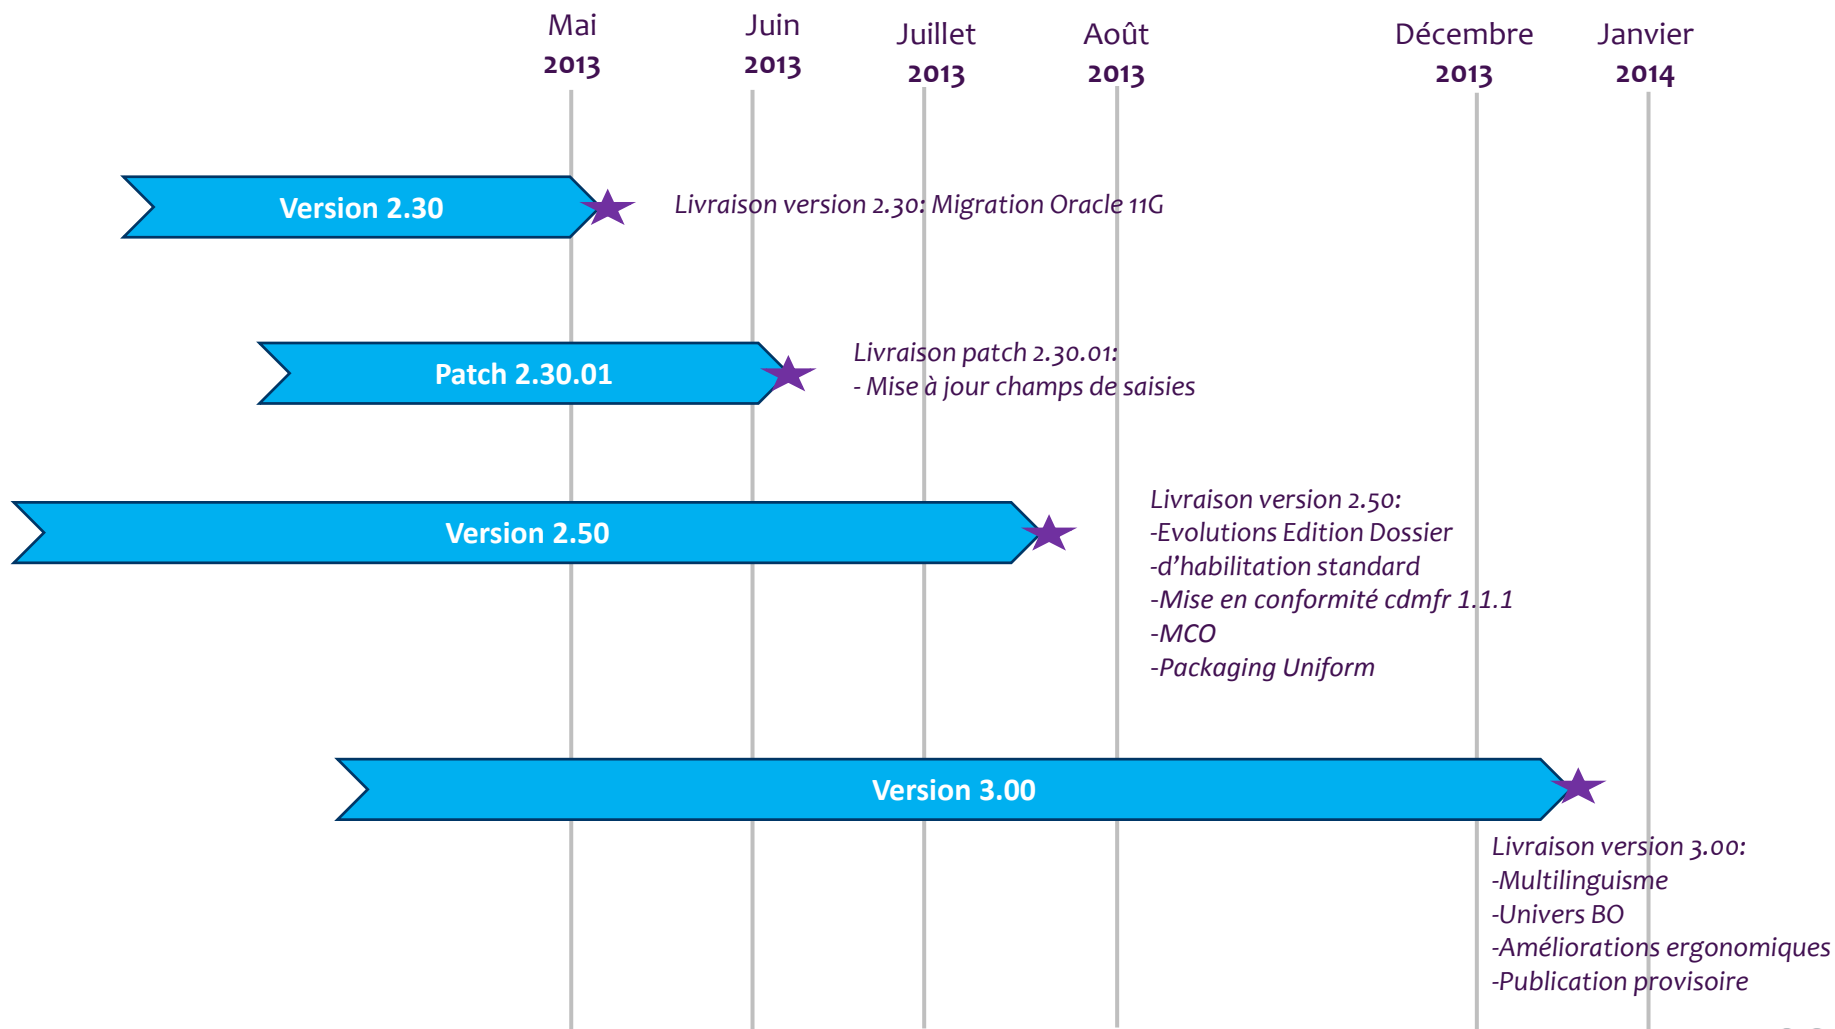 Mai
2013
Juin
2013
Juillet
2013
Août
2013
Décembre
2013
Janvier
2014
Version 2.30
Livraison version 2.30: Migration Oracle 11G
Patch 2.30.01
Livraison patch 2.30.01:
- Mise à jour champs de saisies
Version 2.50
Livraison version 2.50:
-Evolutions Edition Dossier
-d'habilitation standard
-Mise en conformité cdmfr 1.1.1
-MCO
-Packaging Uniform
Version 3.00
Livraison version 3.00:
-Multilinguisme
-Univers BO
-Améliorations ergonomiques
-Publication provisoire